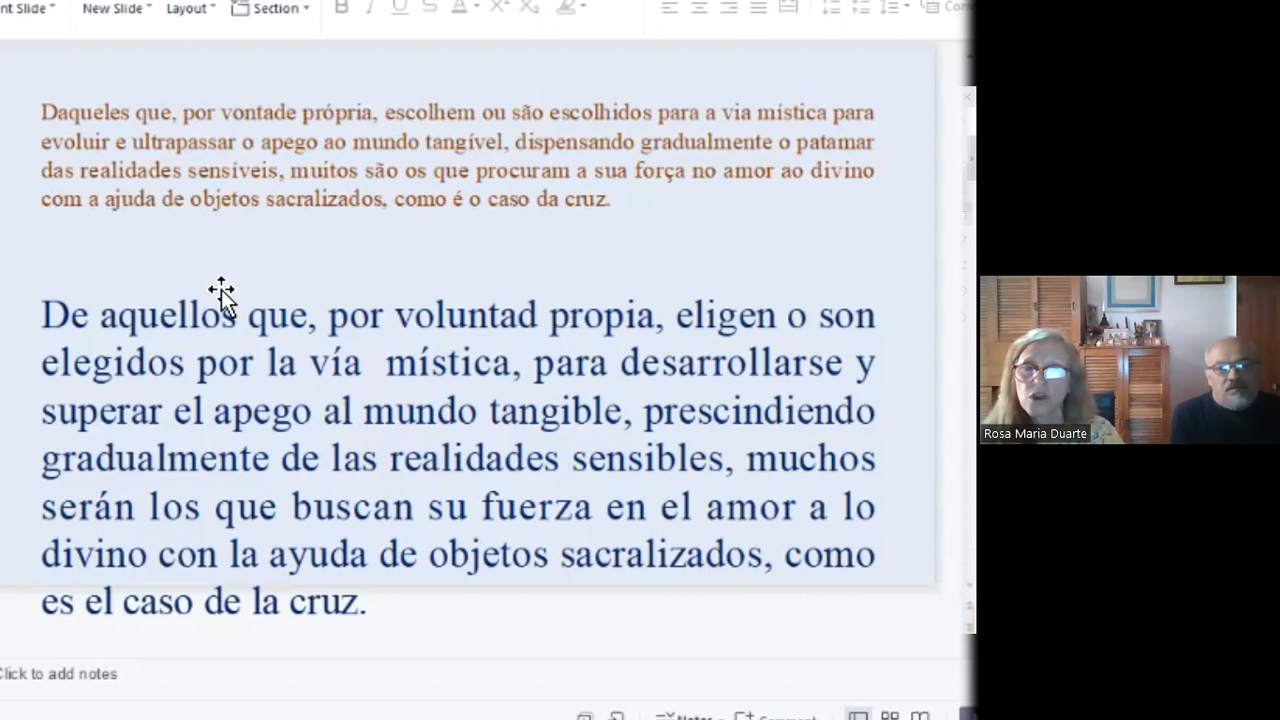 nt Slide New Slide Layout Section B I U S A X² X₂
Daqueles que, por vontade própria, escolhem ou são escolhidos para a via mística para
evoluir e ultrapassar o apego ao mundo tangível, dispensando gradualmente o patamar
das realidades sensíveis, muitos são os que procuram a sua força no amor ao divino
com a ajuda de objetos sacralizados, como é o caso da cruz.
De aquellos que, por voluntad propia, eligen o son
elegidos por la vía mística, para desarrollarse y
superar el apego al mundo tangible, prescindiendo
gradualmente de las realidades sensibles, muchos
serán los que buscan su fuerza en el amor a lo
divino con la ayuda de objetos sacralizados, como
es el caso de la cruz.
Click to add notes
Notes Comment
Rosa Maria Duarte